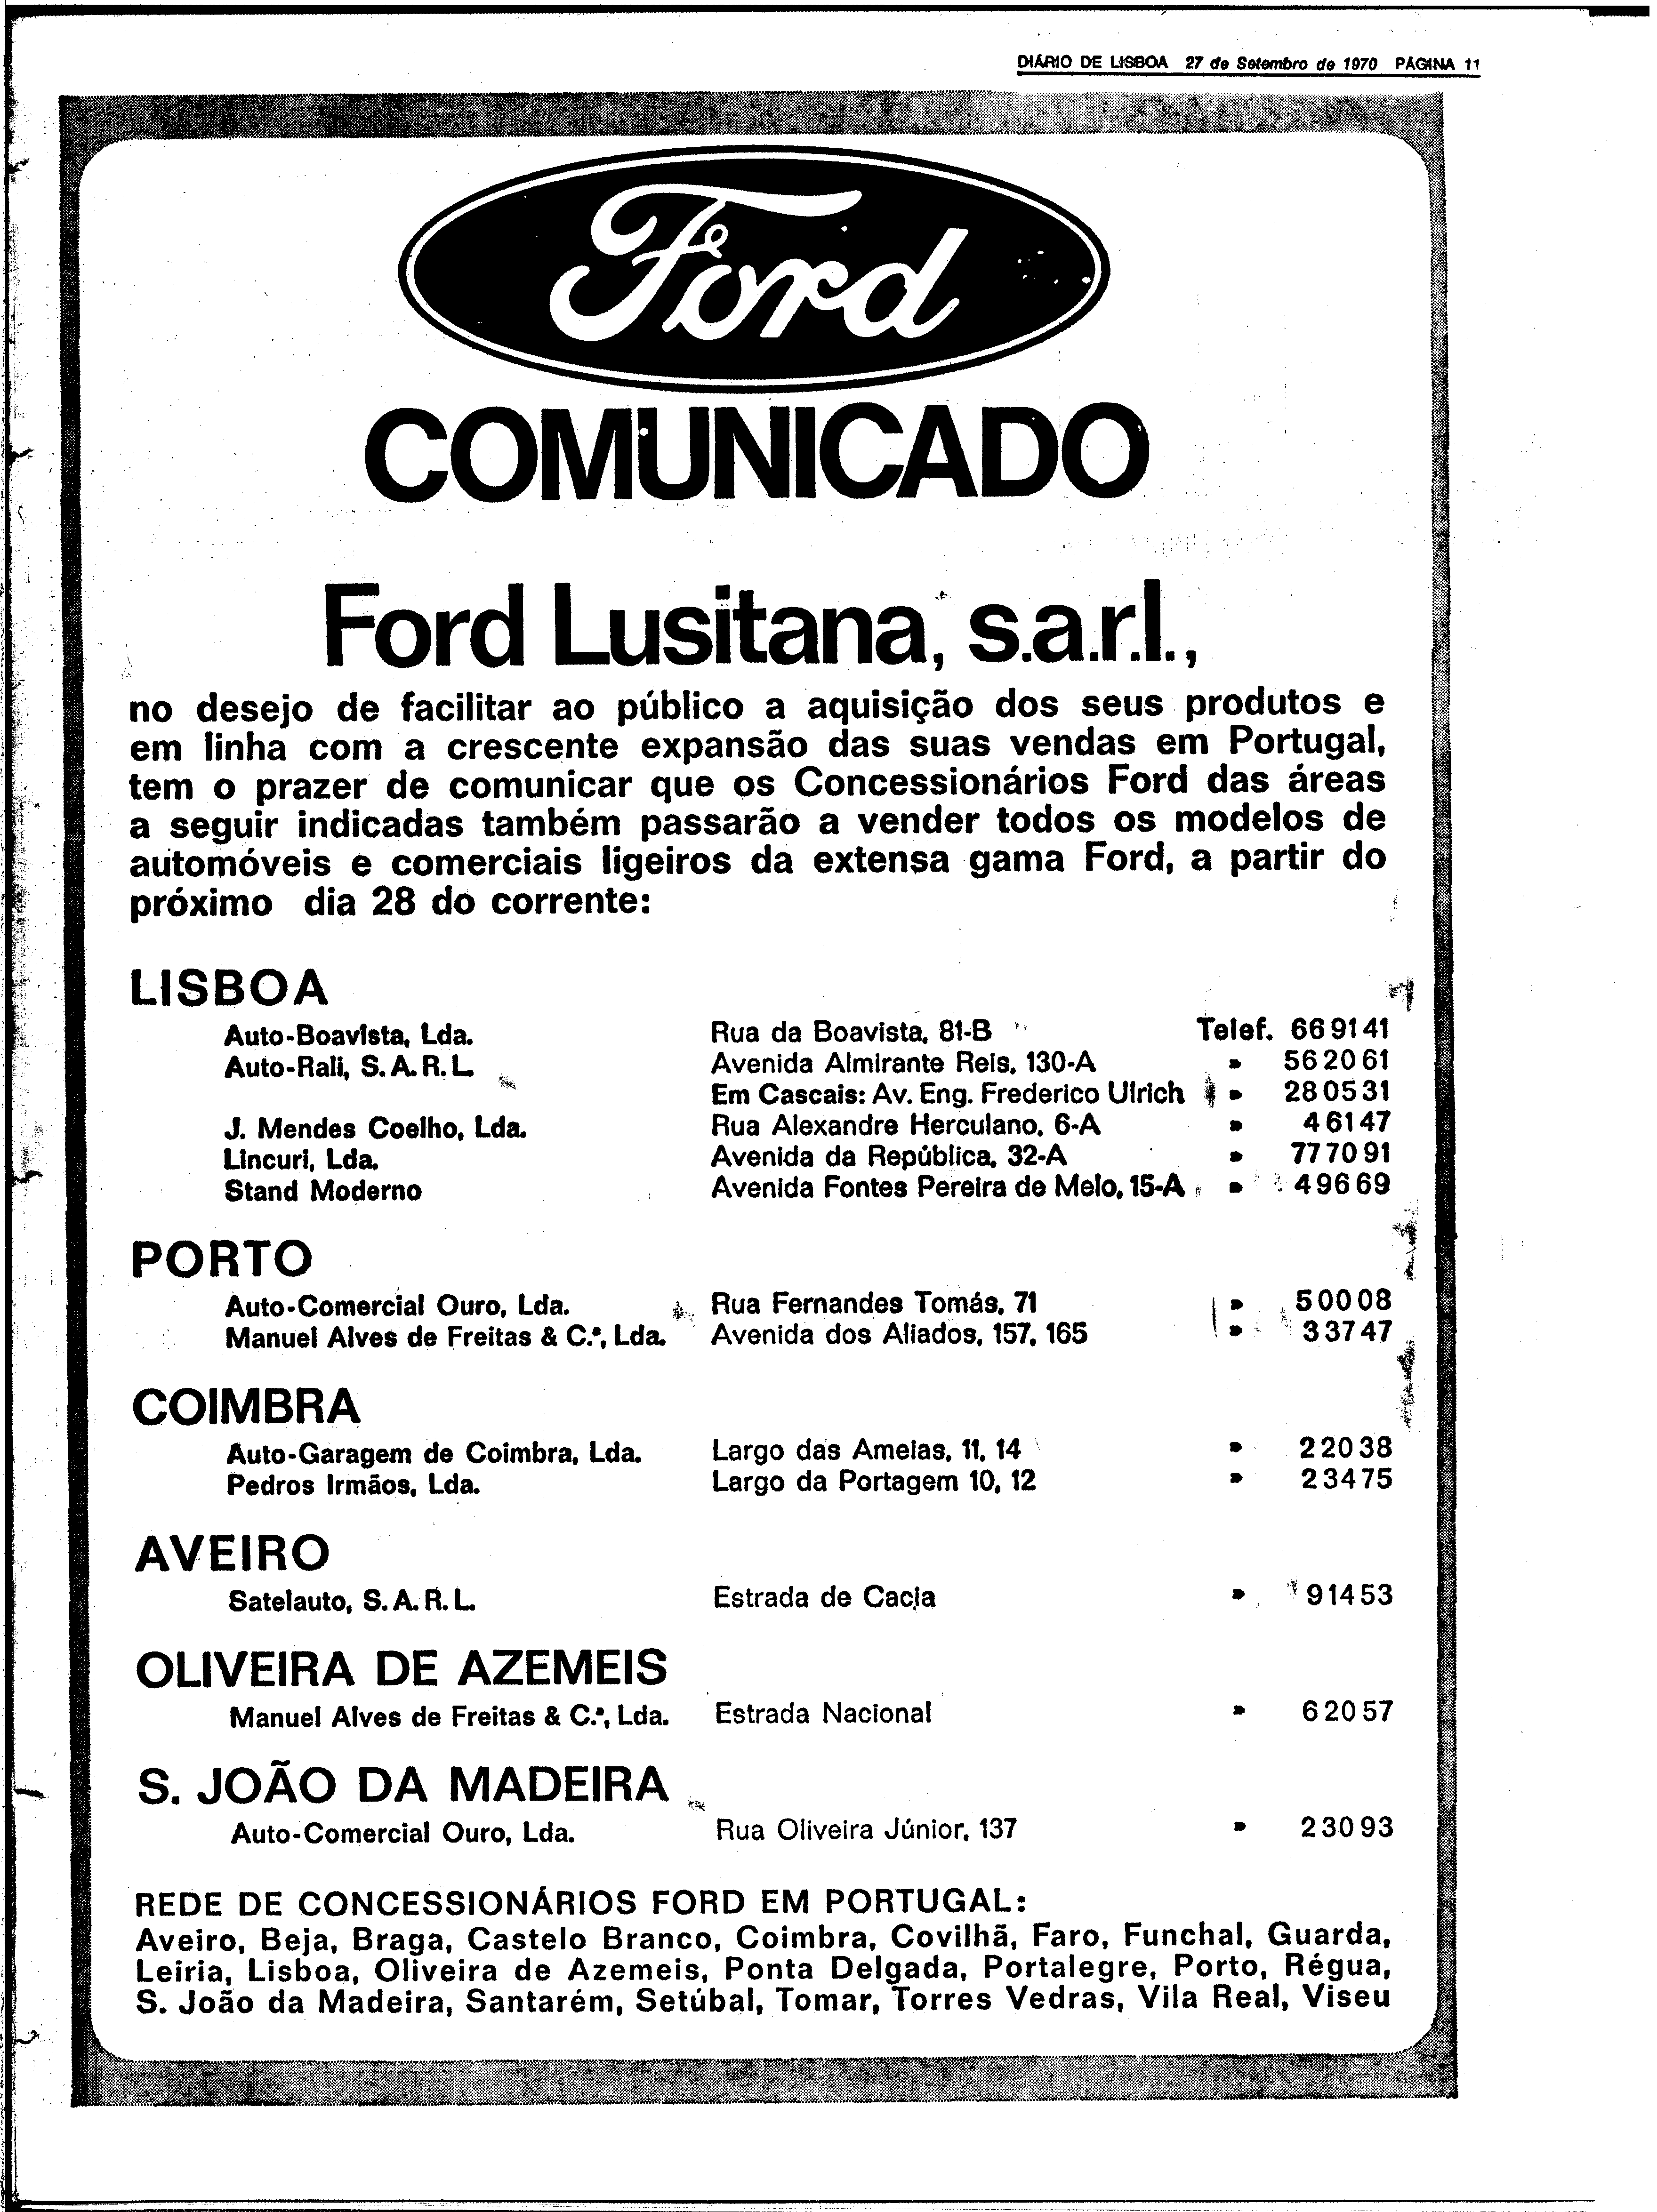 DIÁRIO DE LISBOA 27 de Setembro de 1970 PÁGINA 11
Ford
COMUNICADO
Ford Lusitana, s.a.r.l.,
no desejo de facilitar ao público a aquisição dos seus produtos e
em linha com a crescente expansão das suas vendas em Portugal,
tem o prazer de comunicar que os Concessionários Ford das áreas
a seguir indicadas também passarão a vender todos os modelos de
automóveis e comerciais ligeiros da extensa gama Ford, a partir do
próximo dia 28 do corrente:
LISBOA
Auto-Boavista, Lda. Rua da Boavista, 81-B Telef. 66 91 41
Auto-Rali, S.A.R.L. Avenida Almirante Reis, 130-A » 56 20 61
Em Cascais: Av. Eng. Frederico Ulrich » 28 05 31
J. Mendes Coelho, Lda. Rua Alexandre Herculano, 6-A » 4 61 47
Lincuri, Lda. Avenida da República, 32-A » 77 70 91
Stand Moderno Avenida Fontes Pereira de Melo, 15-A » 4 96 69
PORTO
Auto-Comercial Ouro, Lda. Rua Fernandes Tomás, 71 » 5 00 08
Manuel Alves de Freitas & C.ª, Lda. Avenida dos Aliados, 157, 165 » 3 37 47
COIMBRA
Auto-Garagem de Coimbra, Lda. Largo das Ameias, 11, 14 » 2 20 38
Pedros Irmãos, Lda. Largo da Portagem 10, 12 » 2 34 75
AVEIRO
Satelauto, S.A.R.L. Estrada de Cacia » 9 14 53
OLIVEIRA DE AZEMEIS
Manuel Alves de Freitas & C.ª, Lda. Estrada Nacional » 6 20 57
S. JOÃO DA MADEIRA
Auto-Comercial Ouro, Lda. Rua Oliveira Júnior, 137 » 2 30 93
REDE DE CONCESSIONÁRIOS FORD EM PORTUGAL:
Aveiro, Beja, Braga, Castelo Branco, Coimbra, Covilhã, Faro, Funchal, Guarda,
Leiria, Lisboa, Oliveira de Azemeis, Ponta Delgada, Portalegre, Porto, Régua,
S. João da Madeira, Santarém, Setúbal, Tomar, Torres Vedras, Vila Real, Viseu